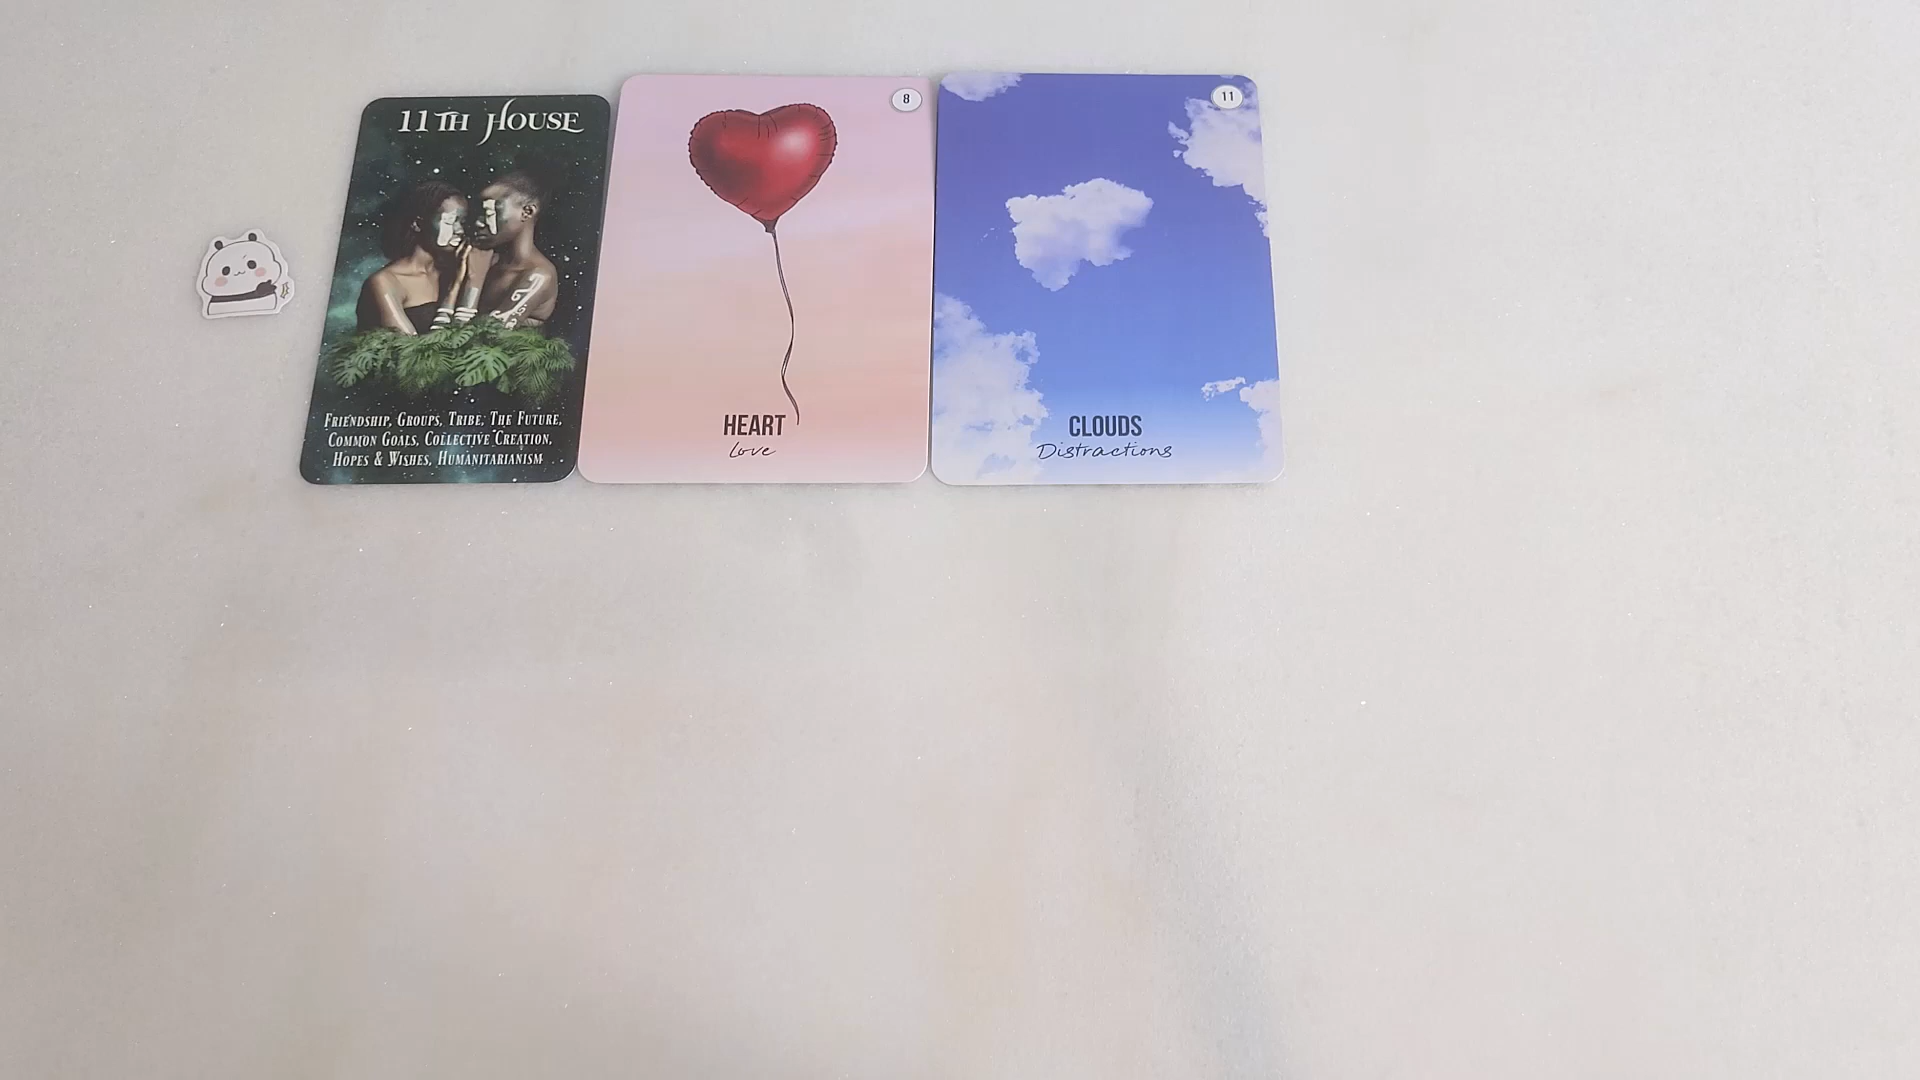 11TH HOUSE
FRIENDSHIP, GROUPS, TRIBE, THE FUTURE,
COMMON GOALS, COLLECTIVE CREATION,
HOPES & WISHES, HUMANITARIANISM
8
HEART
Love
11
CLOUDS
Distractions